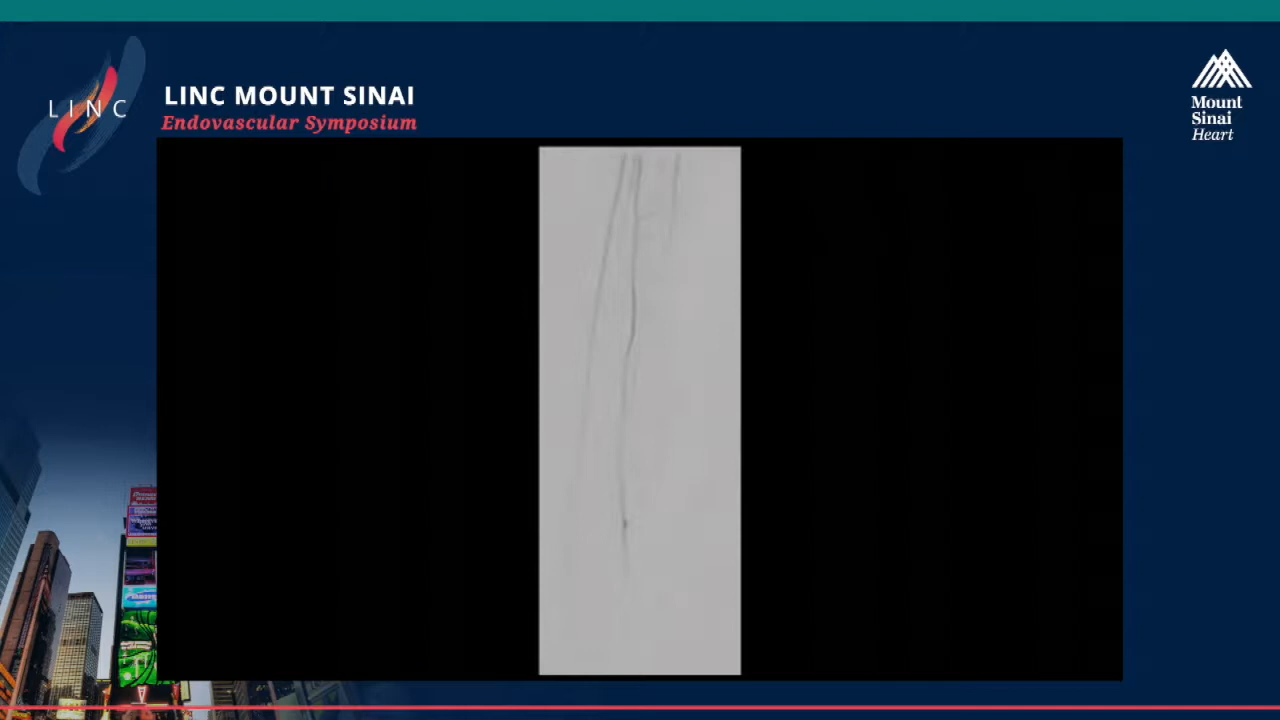 LINC
LINC MOUNT SINAI
Endovascular Symposium
Mount
Sinai
Heart